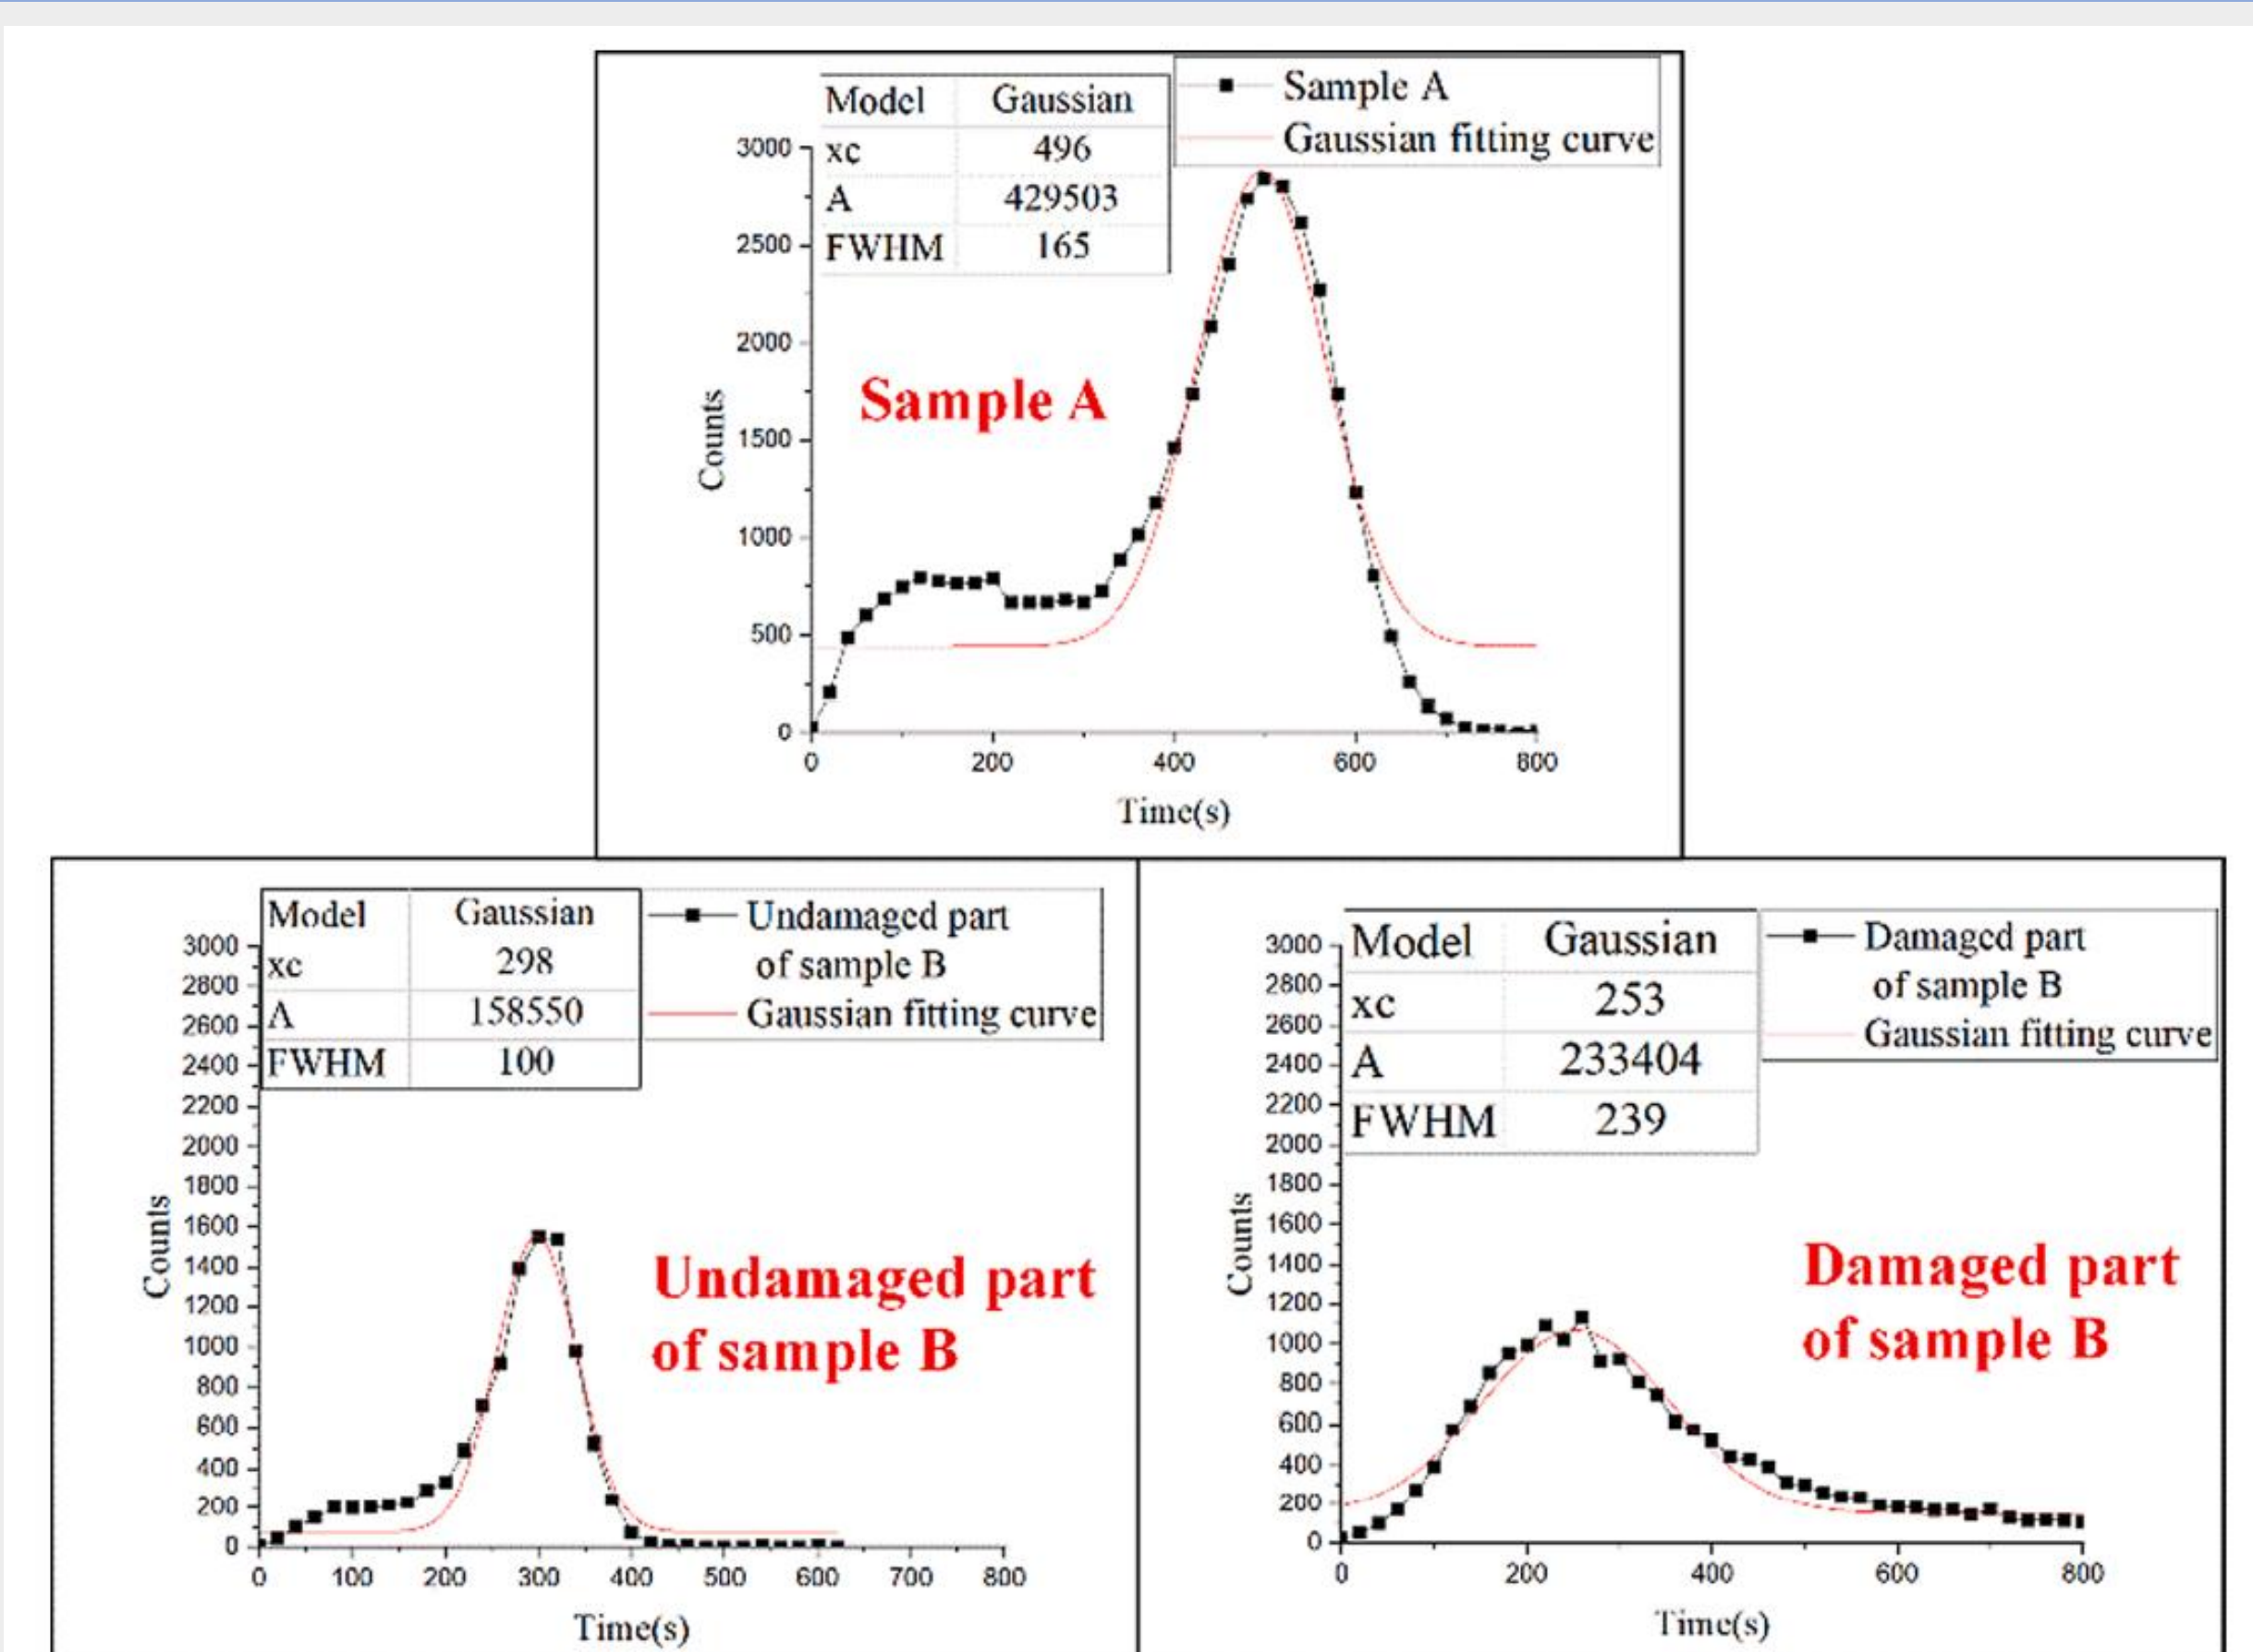 Model Gaussian
xc 496
A 429503
FWHM 165
Sample A
Gaussian fitting curve
3000
2500
2000
1500
1000
500
0
Counts
Sample A
0 200 400 600 800
Time(s)
Model Gaussian
xc 298
A 158550
FWHM 100
Undamaged part
of sample B
Gaussian fitting curve
3000
2800
2600
2400
2200
2000
1800
1600
1400
1200
1000
800
600
400
200
0
Counts
Undamaged part
of sample B
0 100 200 300 400 500 600 700 800
Time(s)
Model Gaussian
xc 253
A 233404
FWHM 239
Damaged part
of sample B
Gaussian fitting curve
3000
2800
2600
2400
2200
2000
1800
1600
1400
1200
1000
800
600
400
200
0
Counts
Damaged part
of sample B
0 200 400 600 800
Time(s)